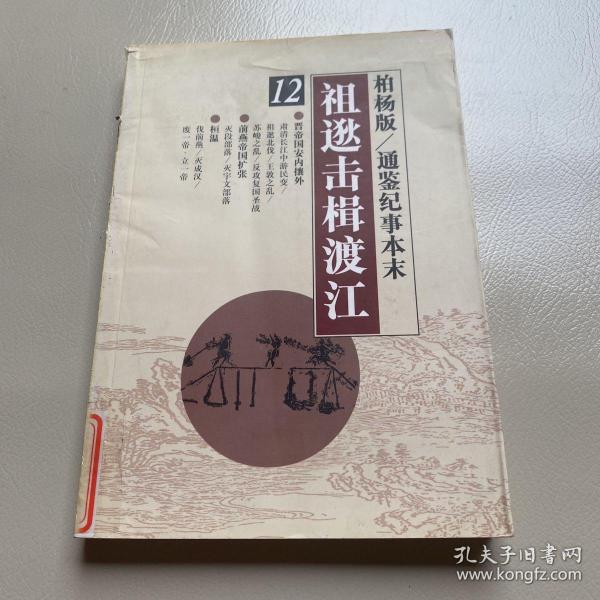 柏杨版/通鉴纪事本末
12
祖逖击楫渡江
●晋帝国安内攘外
肃清长江中游民变/
祖逖北伐/王敦之乱/
苏峻之乱/反攻复国圣战
●前燕帝国扩张
灭段部落/灭宇文部落
●桓温
伐前燕/灭成汉/
废一帝 立一帝
孔夫子旧书网
www.kongfz.com